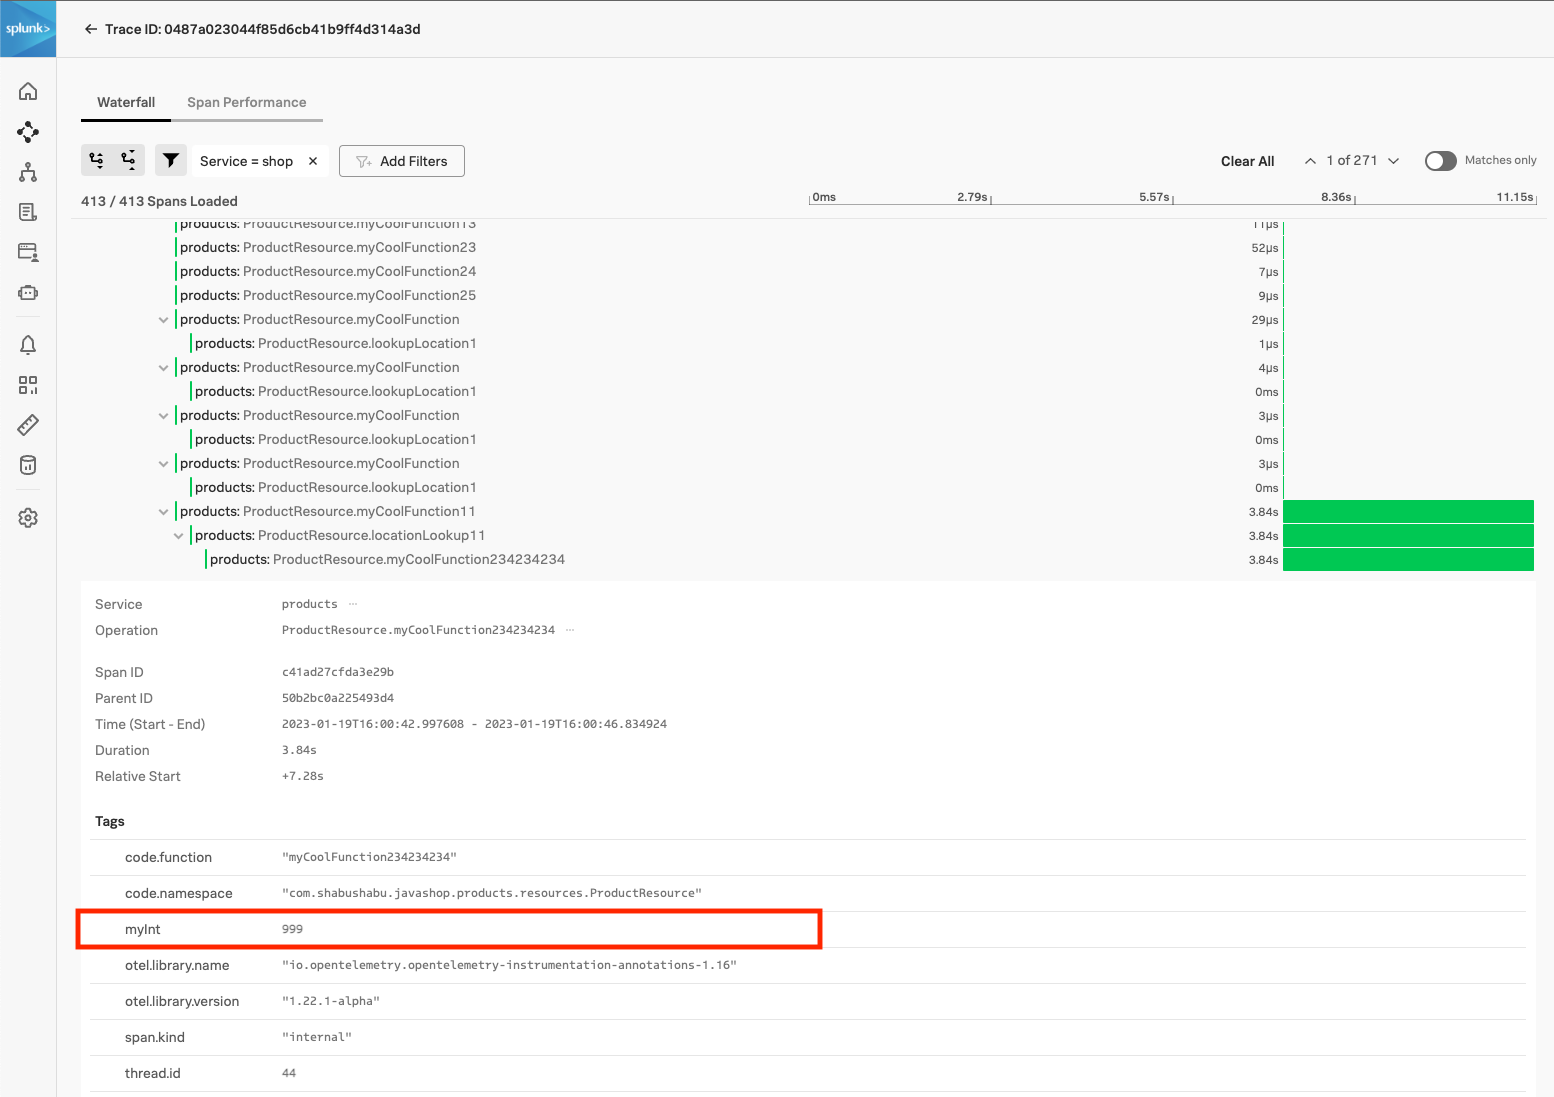 splunk>
Trace ID: 0487a023044f85d6cb41b9ff4d314a3d
Waterfall Span Performance
Service = shop Add Filters Clear All 1 of 271 Matches only
413 / 413 Spans Loaded 0ms 2.79s 5.57s 8.36s 11.15s
products: ProductResource.myCoolFunction13 11µs
products: ProductResource.myCoolFunction23 52µs
products: ProductResource.myCoolFunction24 7µs
products: ProductResource.myCoolFunction25 9µs
products: ProductResource.myCoolFunction 29µs
products: ProductResource.lookupLocation1 1µs
products: ProductResource.myCoolFunction 4µs
products: ProductResource.lookupLocation1 0ms
products: ProductResource.myCoolFunction 3µs
products: ProductResource.lookupLocation1 0ms
products: ProductResource.myCoolFunction 3µs
products: ProductResource.lookupLocation1 0ms
products: ProductResource.myCoolFunction11 3.84s
products: ProductResource.locationLookup11 3.84s
products: ProductResource.myCoolFunction234234234 3.84s
Service products ...
Operation ProductResource.myCoolFunction234234234 ...
Span ID c41ad27cfda3e29b
Parent ID 50b2bc0a225493d4
Time (Start - End) 2023-01-19T16:00:42.997608 - 2023-01-19T16:00:46.834924
Duration 3.84s
Relative Start +7.28s
Tags
code.function "myCoolFunction234234234"
code.namespace "com.shabushabu.javashop.products.resources.ProductResource"
myInt 999
otel.library.name "io.opentelemetry.opentelemetry-instrumentation-annotations-1.16"
otel.library.version "1.22.1-alpha"
span.kind "internal"
thread.id 44